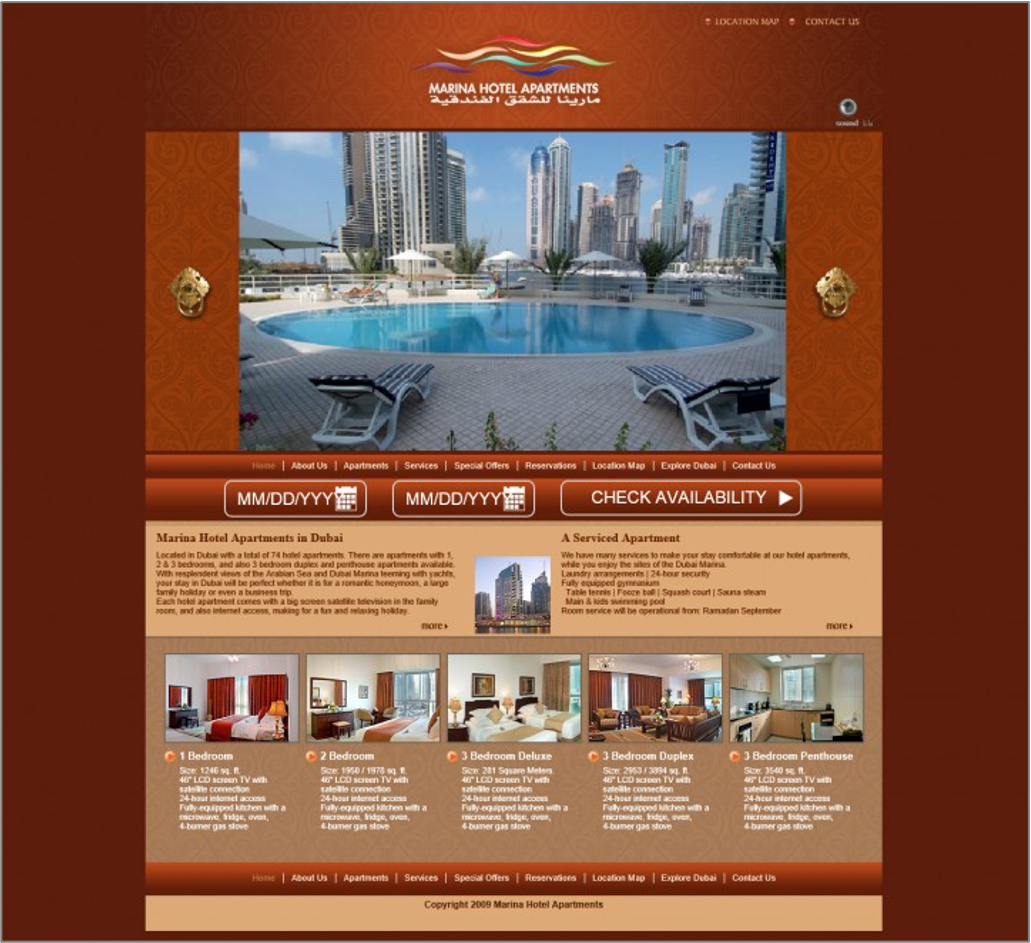 LOCATION MAP CONTACT US
MARINA HOTEL APARTMENTS
مارينا للشقق الفندقية
sound
Home | About Us | Apartments | Services | Special Offers | Reservations | Location Map | Explore Dubai | Contact Us
MM/DD/YYYY MM/DD/YYYY CHECK AVAILABILITY
Marina Hotel Apartments in Dubai
Located in Dubai with a total of 74 hotel apartments. There are apartments with 1,
2 & 3 bedrooms, and also 3 bedroom duplex and penthouse apartments available.
With resplendent views of the Arabian Sea and Dubai Marina teeming with yachts,
your stay in Dubai will be perfect whether it is for a romantic honeymoon, a large
family holiday or even a business trip.
Each hotel apartment comes with a big screen satellite television in the family
room, and also internet access, making for a fun and relaxing holiday.
more
A Serviced Apartment
We have many services to make your stay comfortable at our hotel apartments,
while you enjoy the sites of the Dubai Marina.
Laundry arrangements | 24-hour security
Fully equipped gymnasium
Table tennis | Fooze ball | Squash court | Sauna steam
Main & kids swimming pool
Room service will be operational from: Ramadan September
more
1 Bedroom
Size: 1246 sq. ft.
46" LCD screen TV with
satellite connection
24-hour internet access
Fully-equipped kitchen with a
microwave, fridge, oven,
4-burner gas stove
2 Bedroom
Size: 1950 / 1978 sq. ft.
46" LCD screen TV with
satellite connection
24-hour internet access
Fully-equipped kitchen with a
microwave, fridge, oven,
4-burner gas stove
3 Bedroom Deluxe
Size: 281 Square Meters.
46" LCD screen TV with
satellite connection
24-hour internet access
Fully-equipped kitchen with a
microwave, fridge, oven,
4-burner gas stove
3 Bedroom Duplex
Size: 2953 / 3894 sq. ft.
46" LCD screen TV with
satellite connection
24-hour internet access
Fully-equipped kitchen with a
microwave, fridge, oven,
4-burner gas stove
3 Bedroom Penthouse
Size: 3540 sq. ft.
46" LCD screen TV with
satellite connection
24-hour internet access
Fully-equipped kitchen with a
microwave, fridge, oven,
4-burner gas stove
Home | About Us | Apartments | Services | Special Offers | Reservations | Location Map | Explore Dubai | Contact Us
Copyright 2009 Marina Hotel Apartments